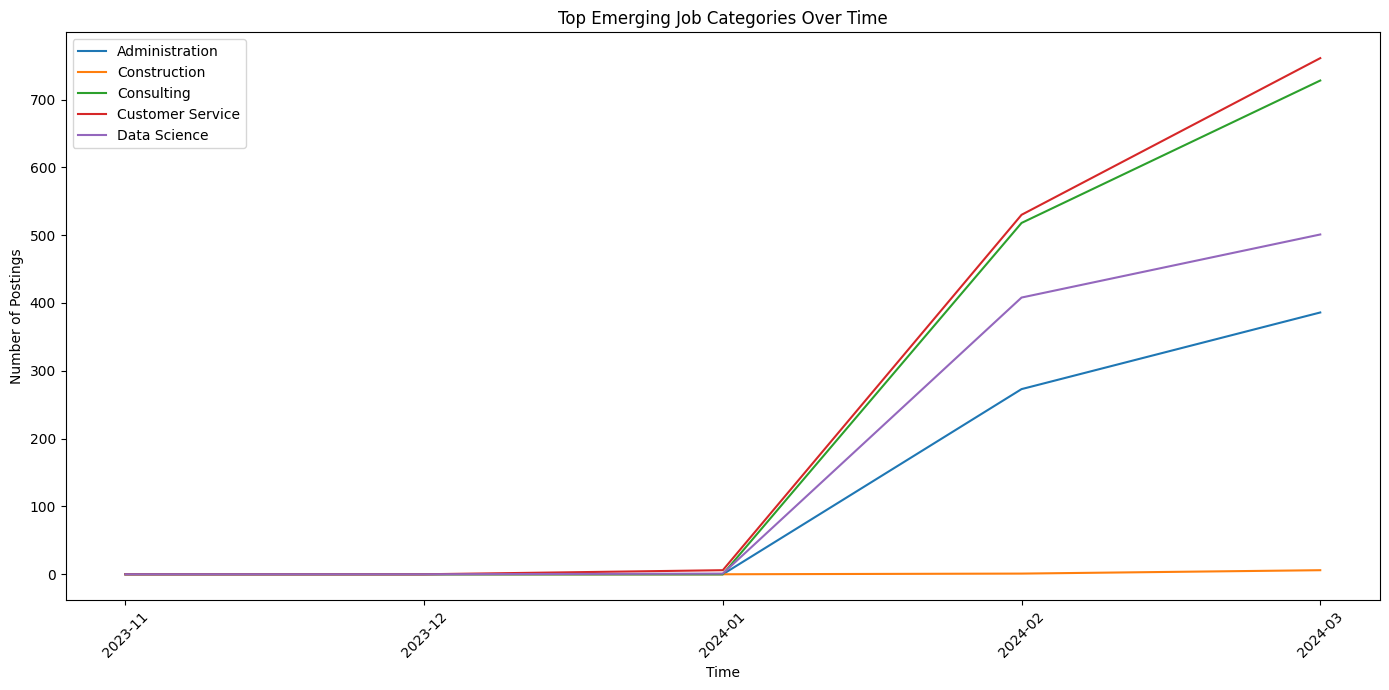 Top Emerging Job Categories Over Time
Administration
Construction
Consulting
Customer Service
Data Science
Number of Postings
700
600
500
400
300
200
100
0
2023-11
2023-12
2024-01
2024-02
2024-03
Time